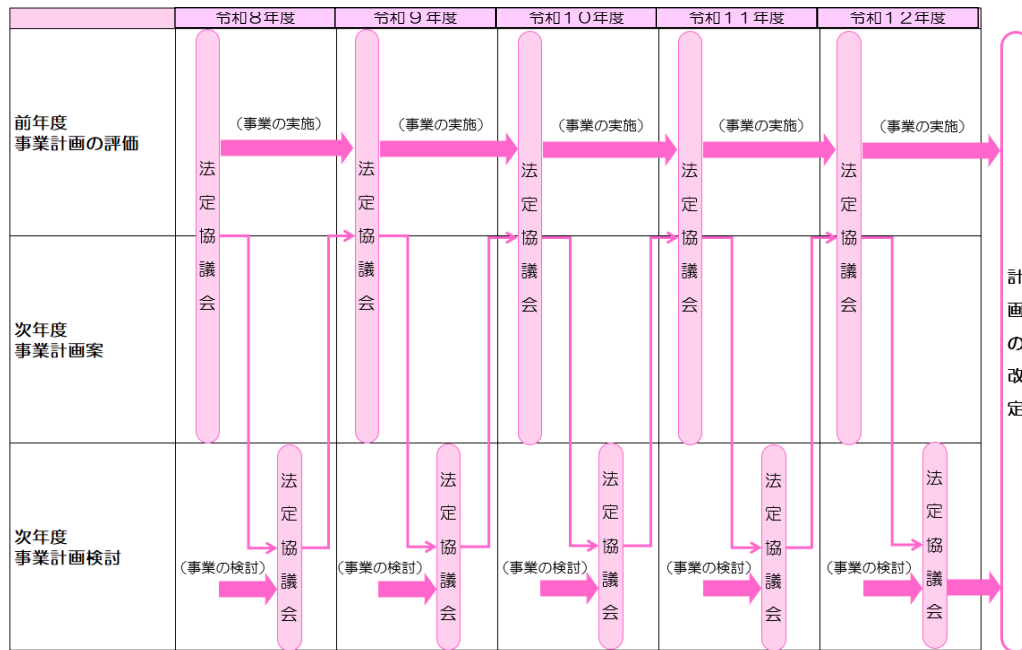 令和８年度
令和９年度
令和１０年度
令和１１年度
令和１２年度
前年度
事業計画の評価
(事業の実施)
(事業の実施)
(事業の実施)
(事業の実施)
(事業の実施)
法定協議会
法定協議会
法定協議会
法定協議会
法定協議会
次年度
事業計画案
計画の改定
次年度
事業計画検討
(事業の検討)
法定協議会
(事業の検討)
法定協議会
(事業の検討)
法定協議会
(事業の検討)
法定協議会
(事業の検討)
法定協議会